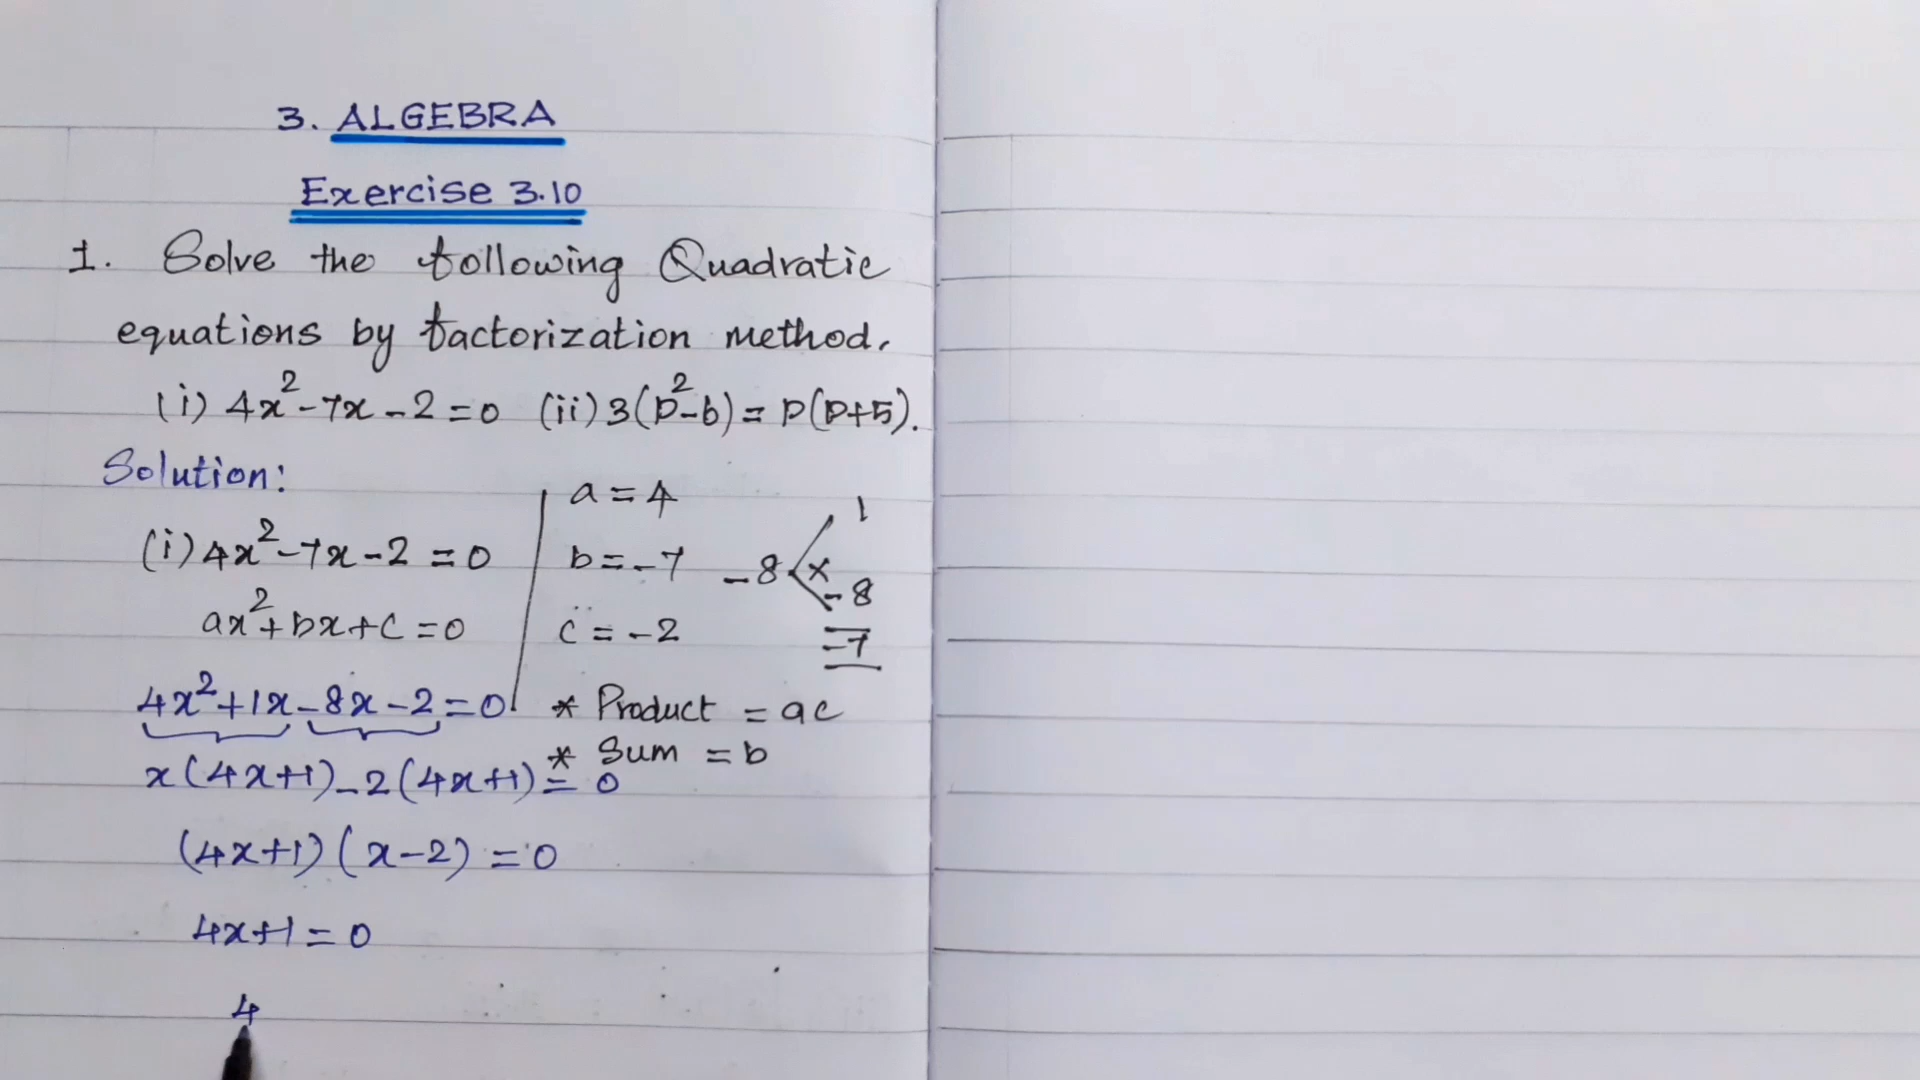 3. ALGEBRA
Exercise 3.10
1. Solve the following Quadratic
equations by factorization method.
(i) 4x²-7x-2=0 (ii) 3(p²-6)=p(p+5).
Solution:
(i) 4x²-7x-2=0
ax²+bx+c=0
4x²+1x-8x-2=0
x(4x+1)-2(4x+1)=0
(4x+1)(x-2)=0
4x+1=0
4
a=4
b=-7
c=-2
-8 < 1
x
-8
-7
* Product = ac
* Sum = b